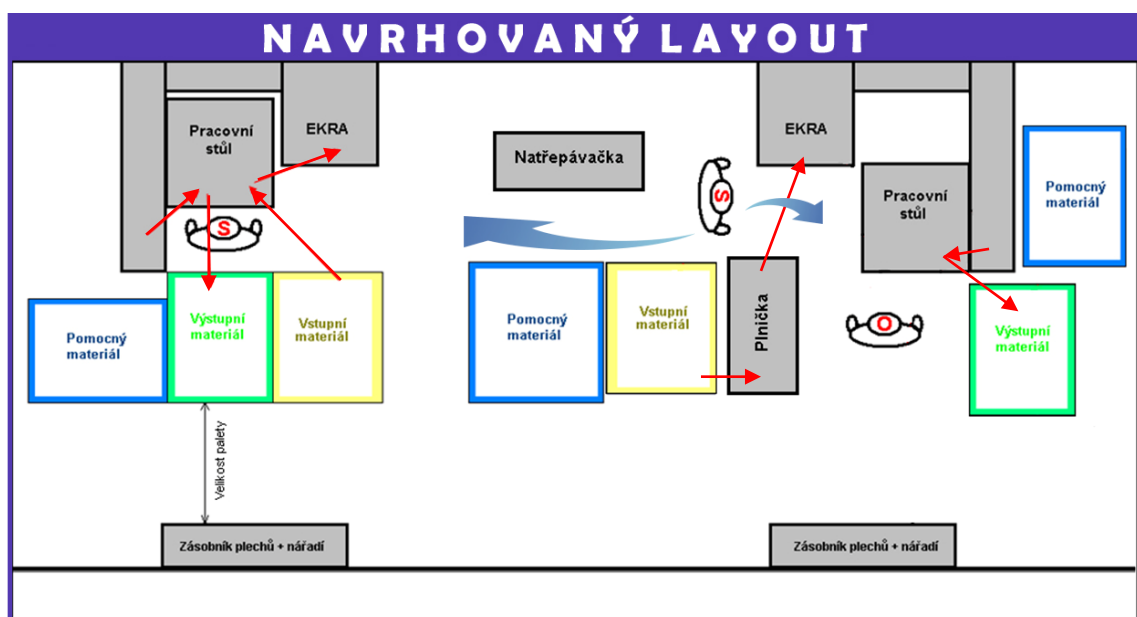 NAVRHOVANÝ LAYOUT
Pracovní
stůl
EKRA
S
Pomocný
materiál
Výstupní
materiál
Vstupní
materiál
Velikost palety
Zásobník plechů + nářadí
Natřepávačka
S
EKRA
Pracovní
stůl
Pomocný
materiál
Pomocný
materiál
Vstupní
materiál
Plnička
O
Výstupní
materiál
Zásobník plechů + nářadí